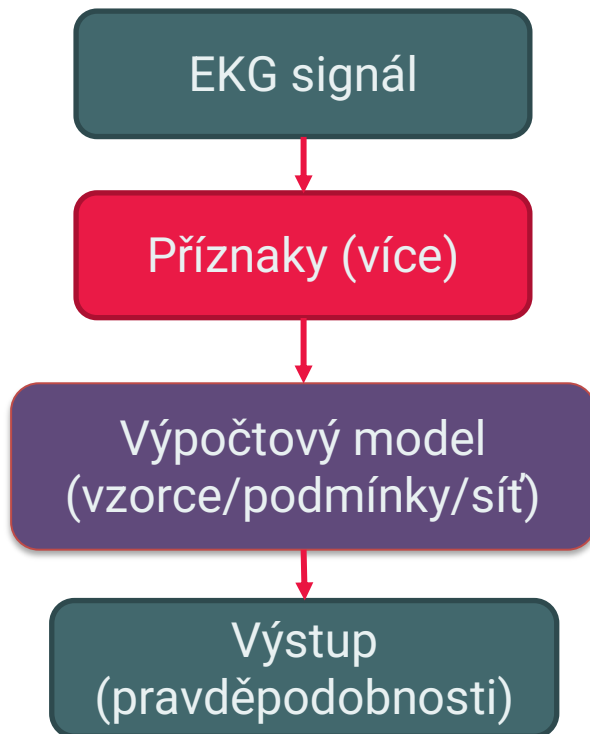 EKG signál
Příznaky (více)
Výpočtový model
(vzorce/podmínky/síť)
Výstup
(pravděpodobnosti)